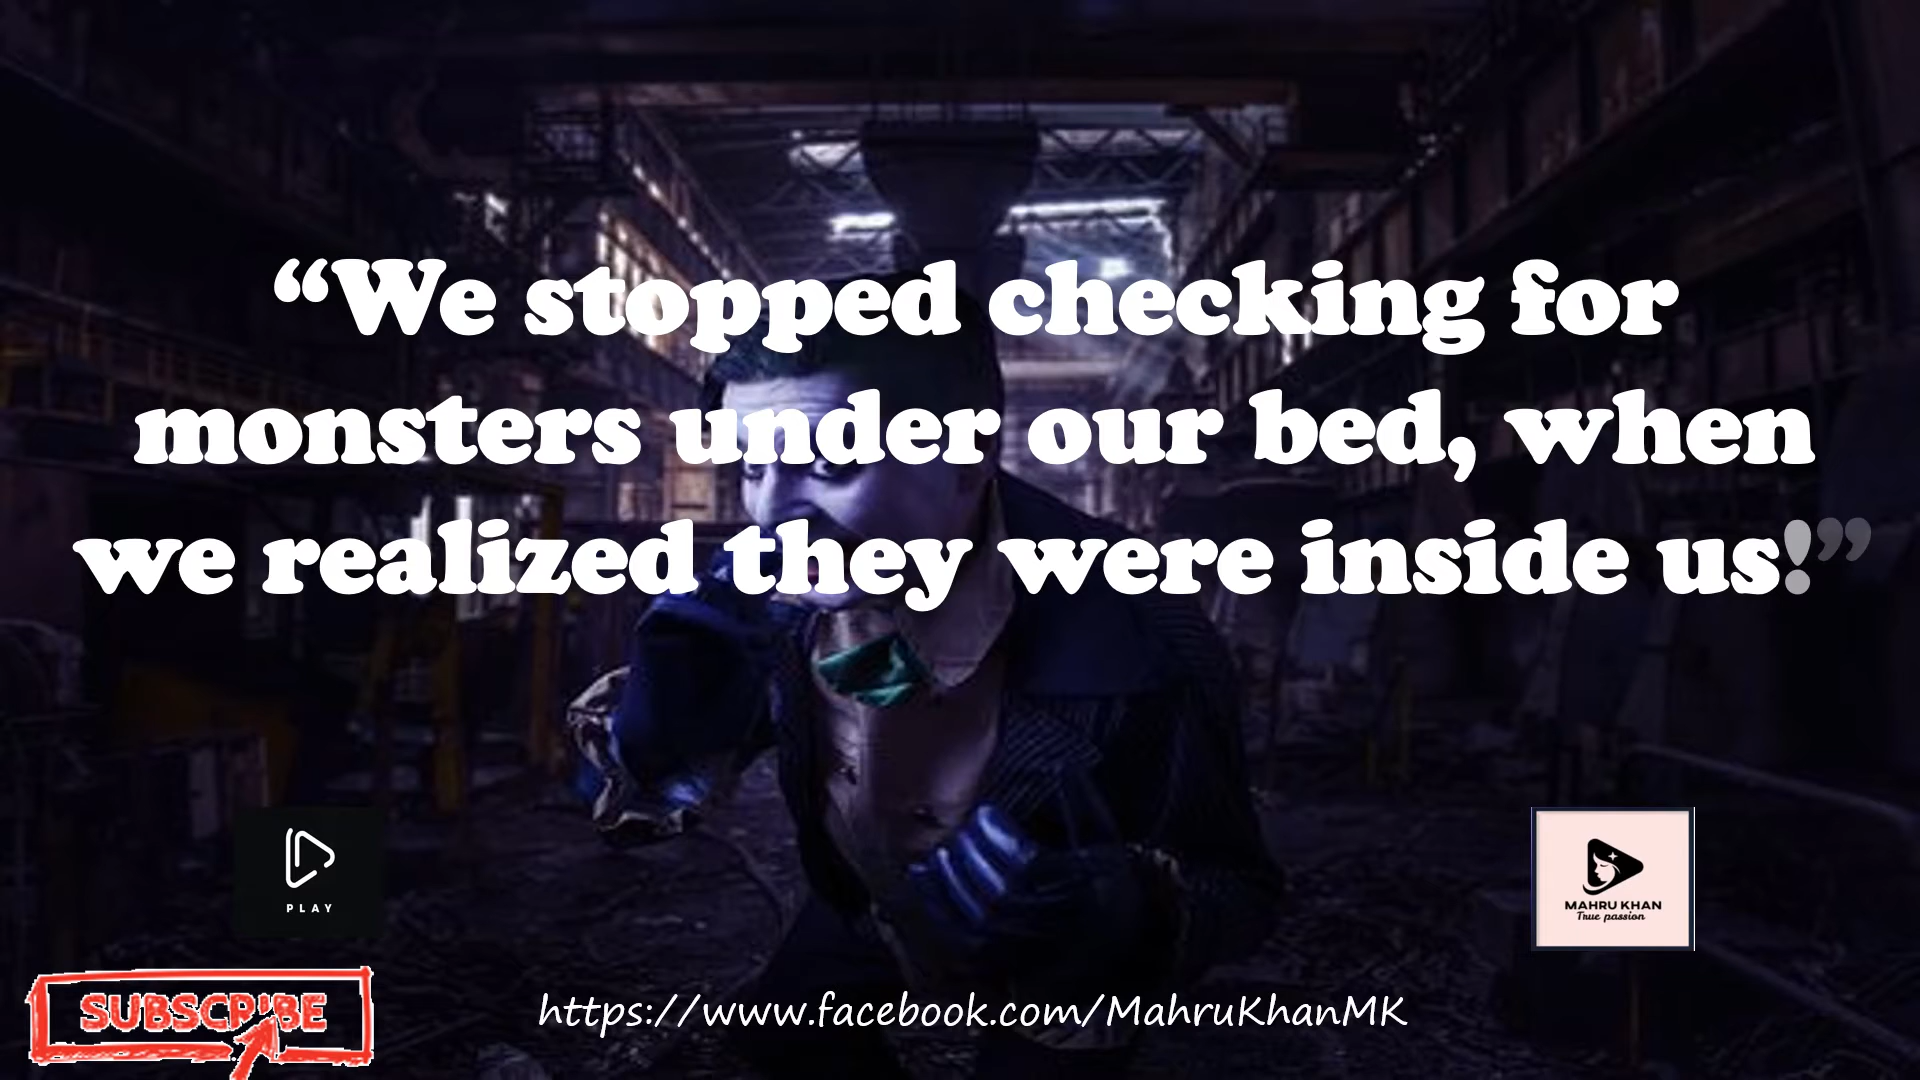 “We stopped checking for
monsters under our bed, when
we realized they were inside us!”
PLAY
MAHRU KHAN
True passion
SUBSCRIBE
https://www.facebook.com/MahruKhanMK